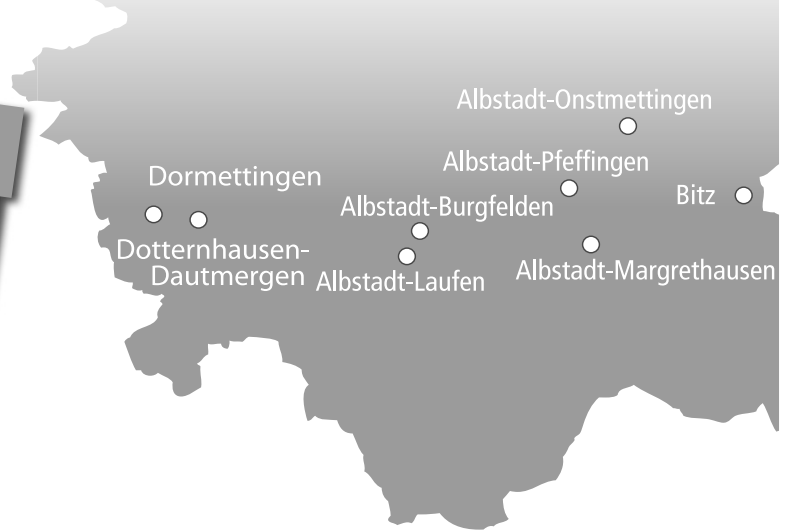 Albstadt-Onstmettingen
Albstadt-Pfeffingen
Dormettingen
Bitz
Albstadt-Burgfelden
Dotternhausen-
Dautmergen
Albstadt-Laufen
Albstadt-Margrethausen